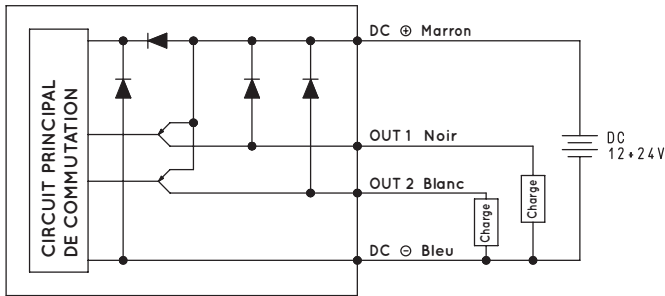 CIRCUIT PRINCIPAL
DE COMMUTATION
DC ⊕ Marron
OUT 1 Noir
OUT 2 Blanc
DC ⊖ Bleu
Charge
Charge
DC
12÷24V